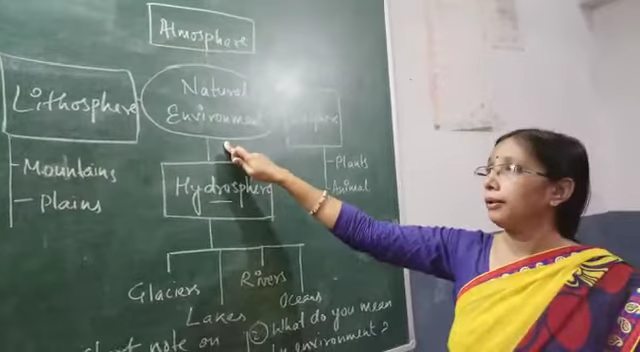 Atmosphere
Lithosphere
Natural
Environment
Mountains
Plains
Plants
Animal
Hydrosphere
Glaciers
Lakes
Rivers
Oceans
note on
② What do you mean
environment?